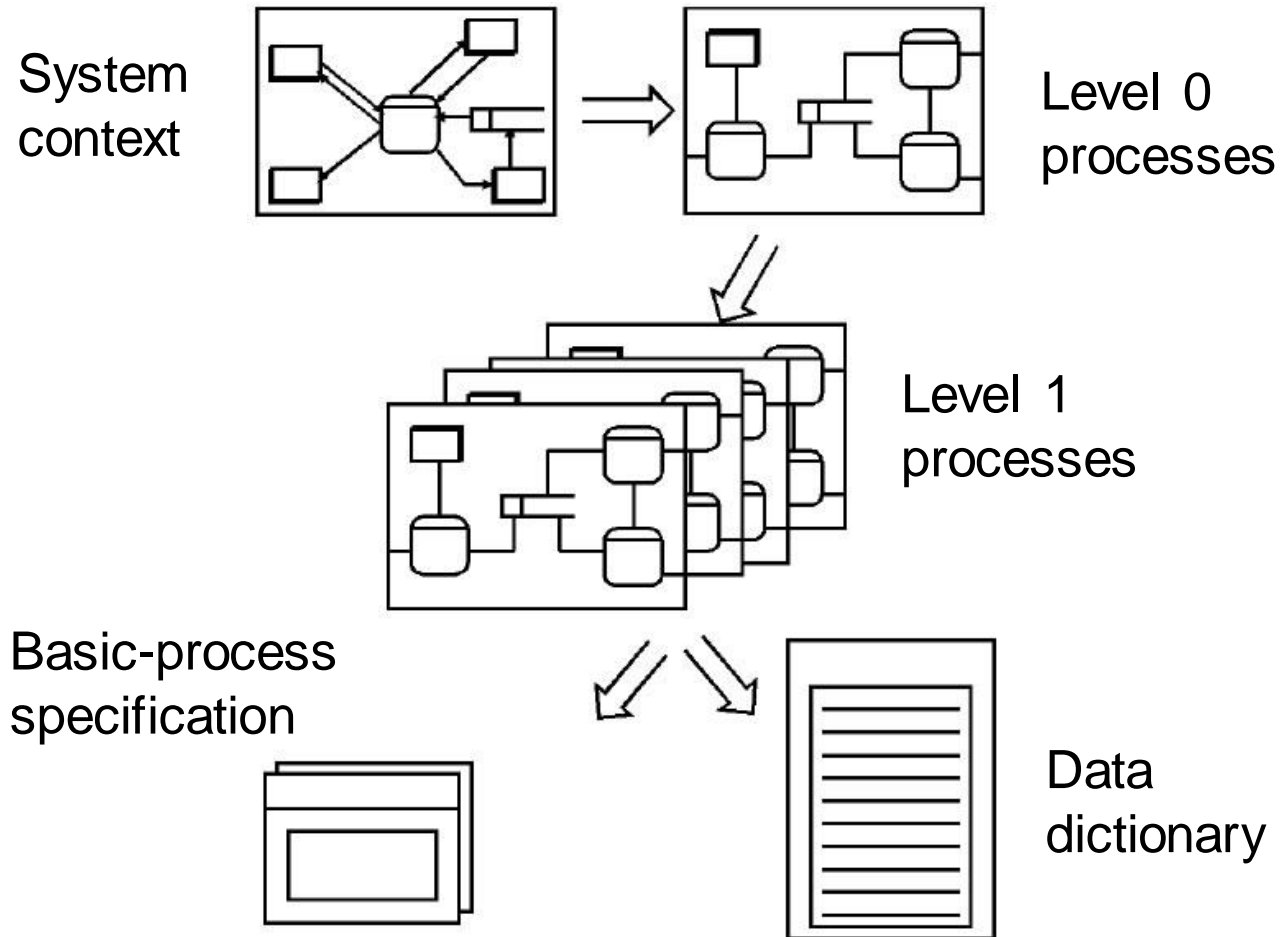 System
context
Level 0
processes
Level 1
processes
Basic-process
specification
Data
dictionary